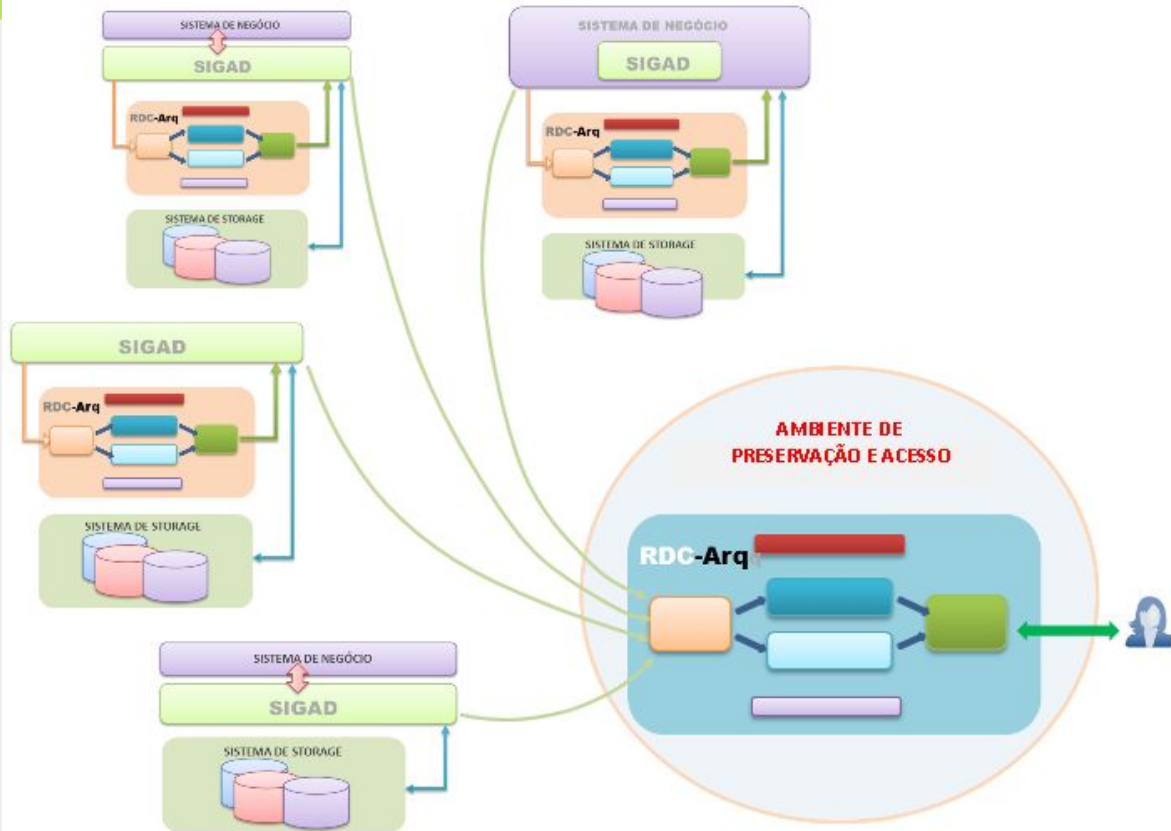 SISTEMA DE NEGÓCIO
SIGAD
RDC-Arq
SISTEMA DE STORAGE
SISTEMA DE NEGÓCIO
SIGAD
RDC-Arq
SISTEMA DE STORAGE
SIGAD
RDC-Arq
SISTEMA DE STORAGE
SISTEMA DE NEGÓCIO
SIGAD
SISTEMA DE STORAGE
AMBIENTE DE
PRESERVAÇÃO E ACESSO
RDC-Arq